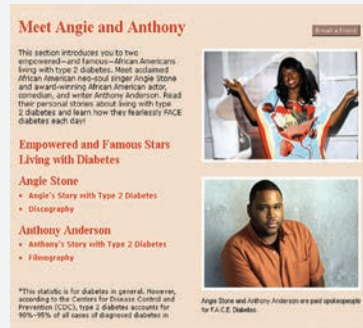 Meet Angie and Anthony
Email a Friend
This section introduces you to two
empowered—and famous—African Americans
living with type 2 diabetes. Meet acclaimed
African American neo-soul singer Angie Stone
and award-winning African American actor,
comedian, and writer Anthony Anderson. Read
their personal stories about living with type
2 diabetes and learn how they fearlessly FACE
diabetes each day!
Empowered and Famous Stars
Living with Diabetes
Angie Stone
• Angie's Story with Type 2 Diabetes
• Discography
Anthony Anderson
• Anthony's Story with Type 2 Diabetes
• Filmography
*This statistic is for diabetes in general. However,
according to the Centers for Disease Control and
Prevention (CDC), type 2 diabetes accounts for
90%–95% of all cases of diagnosed diabetes in
Angie Stone and Anthony Anderson are paid spokespeople
for F.A.C.E. Diabetes